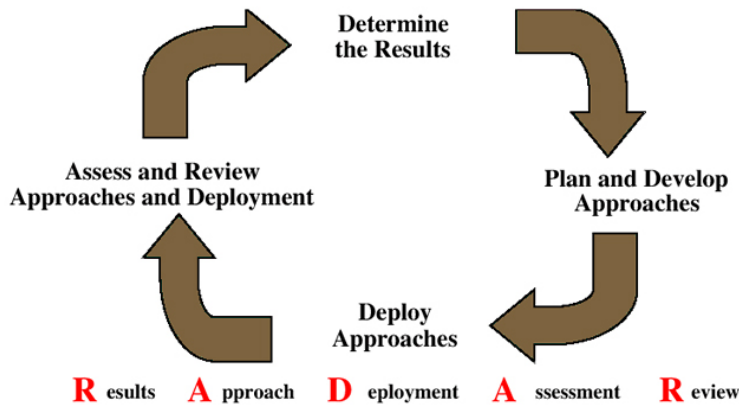 Determine
the Results
Assess and Review
Approaches and Deployment
Plan and Develop
Approaches
Deploy
Approaches
R esults A pproach D eployment A ssessment R eview